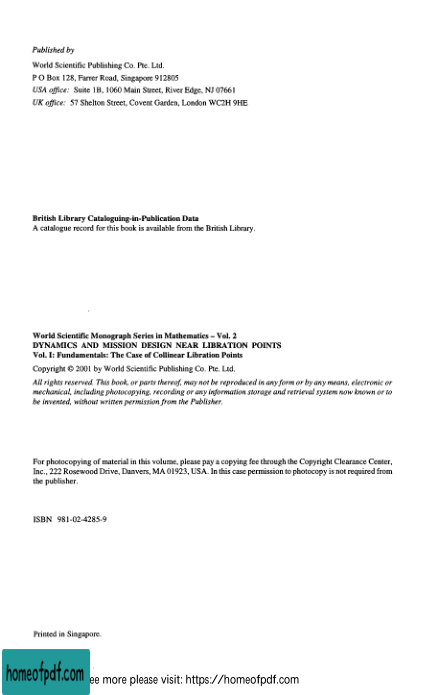 Published by
World Scientific Publishing Co. Pte. Ltd.
P O Box 128, Farrer Road, Singapore 912805
USA office: Suite 1B, 1060 Main Street, River Edge, NJ 07661
UK office: 57 Shelton Street, Covent Garden, London WC2H 9HE
British Library Cataloguing-in-Publication Data
A catalogue record for this book is available from the British Library.
World Scientific Monograph Series in Mathematics – Vol. 2
DYNAMICS AND MISSION DESIGN NEAR LIBRATION POINTS
Vol. I: Fundamentals: The Case of Collinear Libration Points
Copyright © 2001 by World Scientific Publishing Co. Pte. Ltd.
All rights reserved. This book, or parts thereof, may not be reproduced in any form or by any means, electronic or
mechanical, including photocopying, recording or any information storage and retrieval system now known or to
be invented, without written permission from the Publisher.
For photocopying of material in this volume, please pay a copying fee through the Copyright Clearance Center,
Inc., 222 Rosewood Drive, Danvers, MA 01923, USA. In this case permission to photocopy is not required from
the publisher.
ISBN 981-02-4285-9
Printed in Singapore.
homeofpdf.com ee more please visit: https://homeofpdf.com